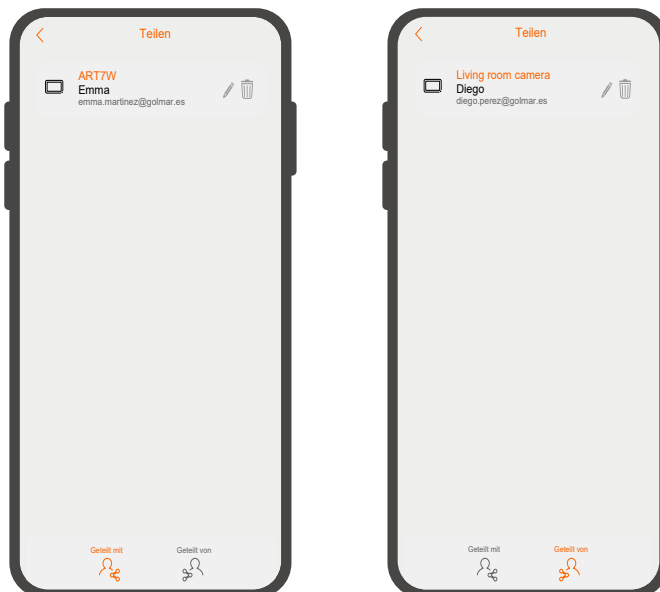 Teilen
ART7W
Emma
emma.martinez@golmar.es
Geteilt mit
Geteilt von
Teilen
Living room camera
Diego
diego.perez@golmar.es
Geteilt mit
Geteilt von